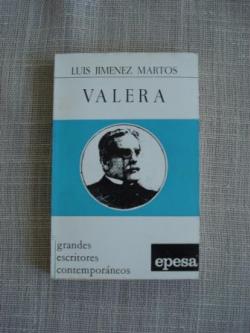 LUIS JIMENEZ MARTOS
VALERA
grandes
escritores
contemporáneos
epesa